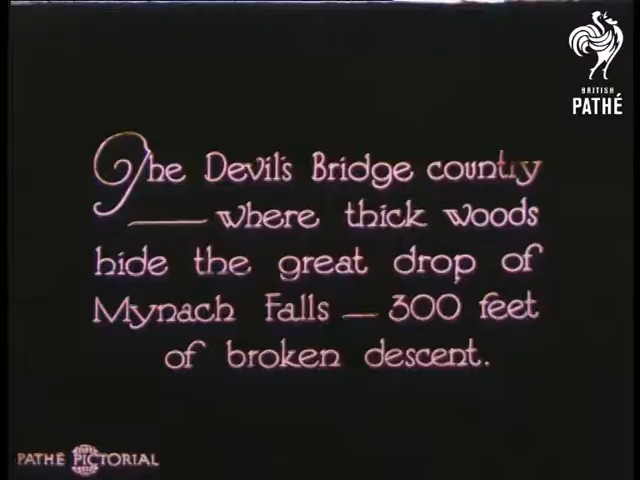 BRITISH
PATHÉ
The Devil's Bridge country
— where thick woods
hide the great drop of
Mynach Falls — 300 feet
of broken descent.
PATHÉ PICTORIAL